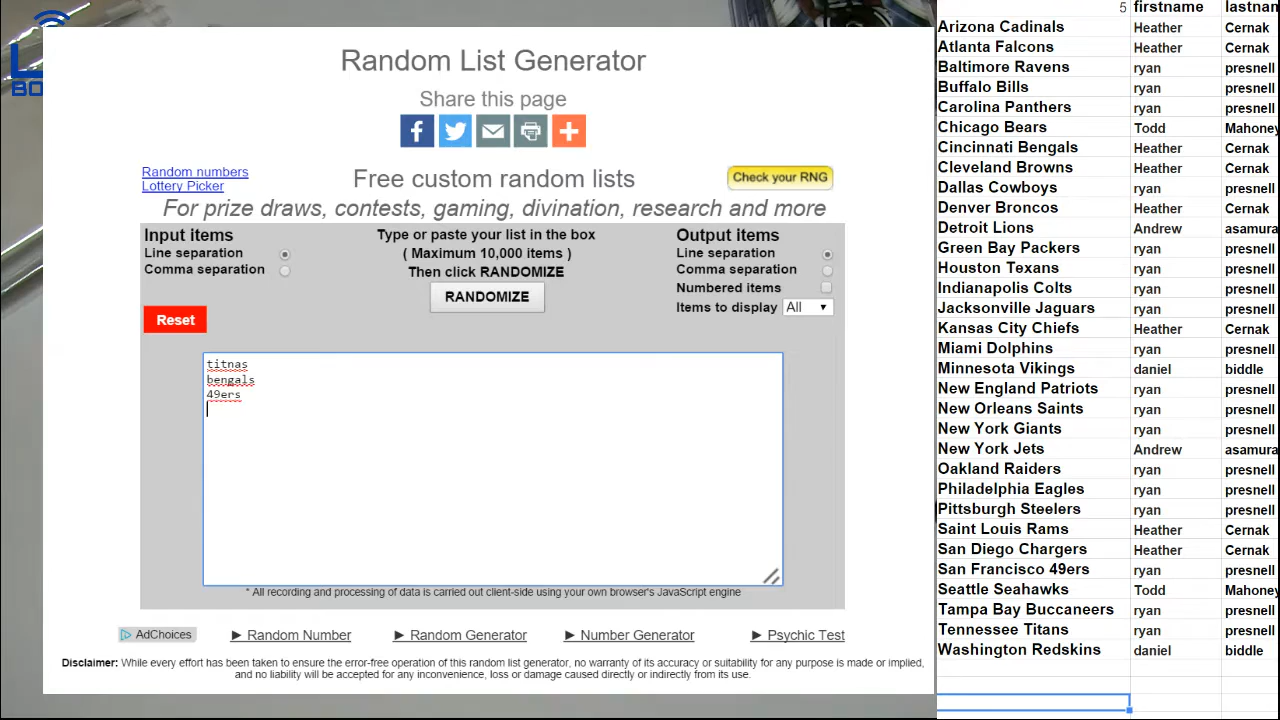 Random List Generator
Share this page
Random numbers
Lottery Picker
Free custom random lists
Check your RNG
For prize draws, contests, gaming, divination, research and more
Input items
Line separation
Comma separation
Type or paste your list in the box
( Maximum 10,000 items )
Then click RANDOMIZE
RANDOMIZE
Output items
Line separation
Comma separation
Numbered items
Items to display All
Reset
titnas
bengals
49ers
* All recording and processing of data is carried out client-side using your own browser's JavaScript engine
AdChoices
► Random Number
► Random Generator
► Number Generator
► Psychic Test
Disclaimer: While every effort has been taken to ensure the error-free operation of this random list generator, no warranty of its accuracy or suitability for any purpose is made or implied,
and no liability will be accepted for any inconvenience, loss or damage caused directly or indirectly from its use.
5 firstname lastnan
Arizona Cadinals Heather Cernak
Atlanta Falcons Heather Cernak
Baltimore Ravens ryan presnell
Buffalo Bills ryan presnell
Carolina Panthers ryan presnell
Chicago Bears Todd Mahoney
Cincinnati Bengals Heather Cernak
Cleveland Browns Heather Cernak
Dallas Cowboys ryan presnell
Denver Broncos Heather Cernak
Detroit Lions Andrew asamura
Green Bay Packers ryan presnell
Houston Texans ryan presnell
Indianapolis Colts ryan presnell
Jacksonville Jaguars ryan presnell
Kansas City Chiefs Heather Cernak
Miami Dolphins ryan presnell
Minnesota Vikings daniel biddle
New England Patriots ryan presnell
New Orleans Saints ryan presnell
New York Giants ryan presnell
New York Jets Andrew asamura
Oakland Raiders ryan presnell
Philadelphia Eagles ryan presnell
Pittsburgh Steelers ryan presnell
Saint Louis Rams Heather Cernak
San Diego Chargers Heather Cernak
San Francisco 49ers ryan presnell
Seattle Seahawks Todd Mahoney
Tampa Bay Buccaneers ryan presnell
Tennessee Titans ryan presnell
Washington Redskins daniel biddle